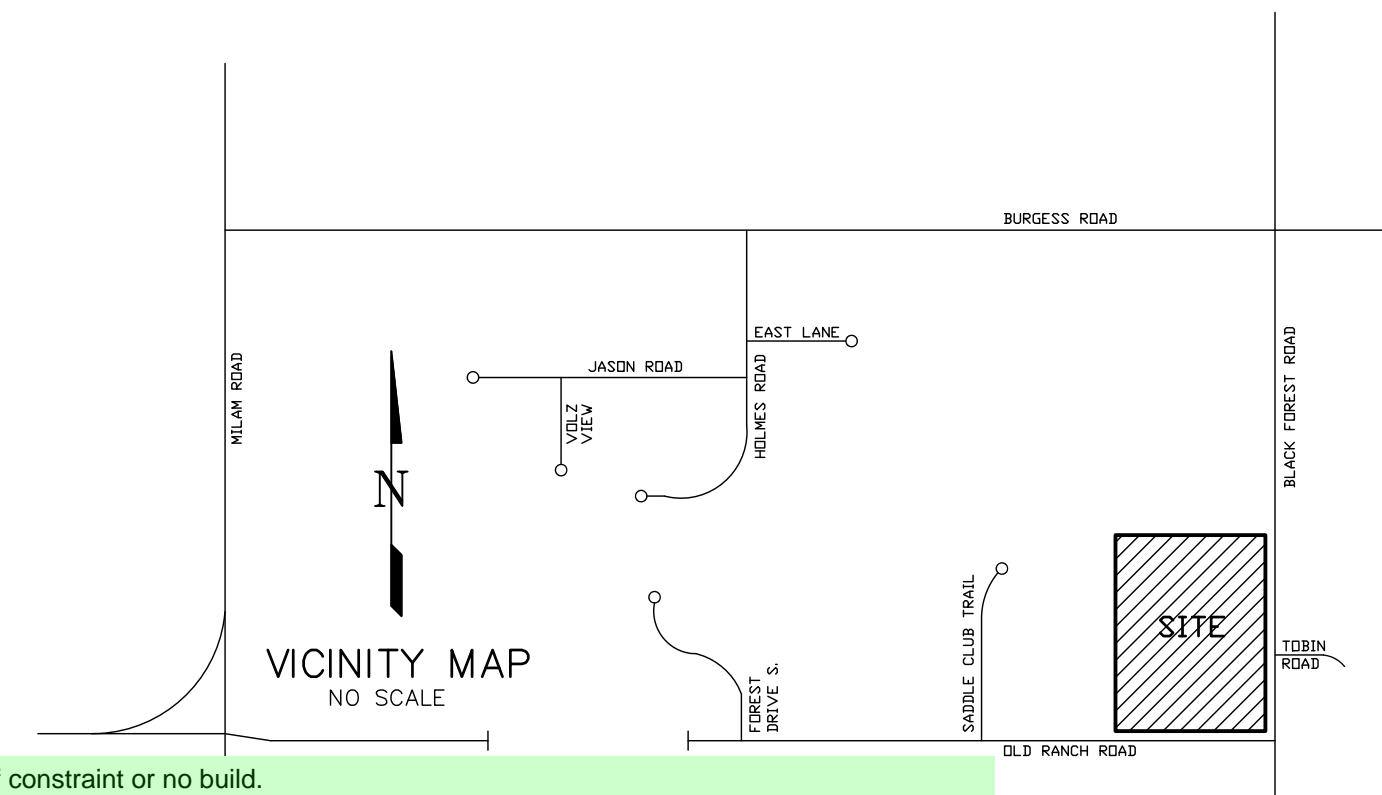 BURGESS ROAD
EAST LANE
JASON ROAD
MILAM ROAD
VOLZ
VIEW
HOLMES ROAD
BLACK FOREST ROAD
N
SADDLE CLUB TRAIL
SITE
TOBIN
ROAD
VICINITY MAP
NO SCALE
FOREST
DRIVE S.
OLD RANCH ROAD
constraint or no build.